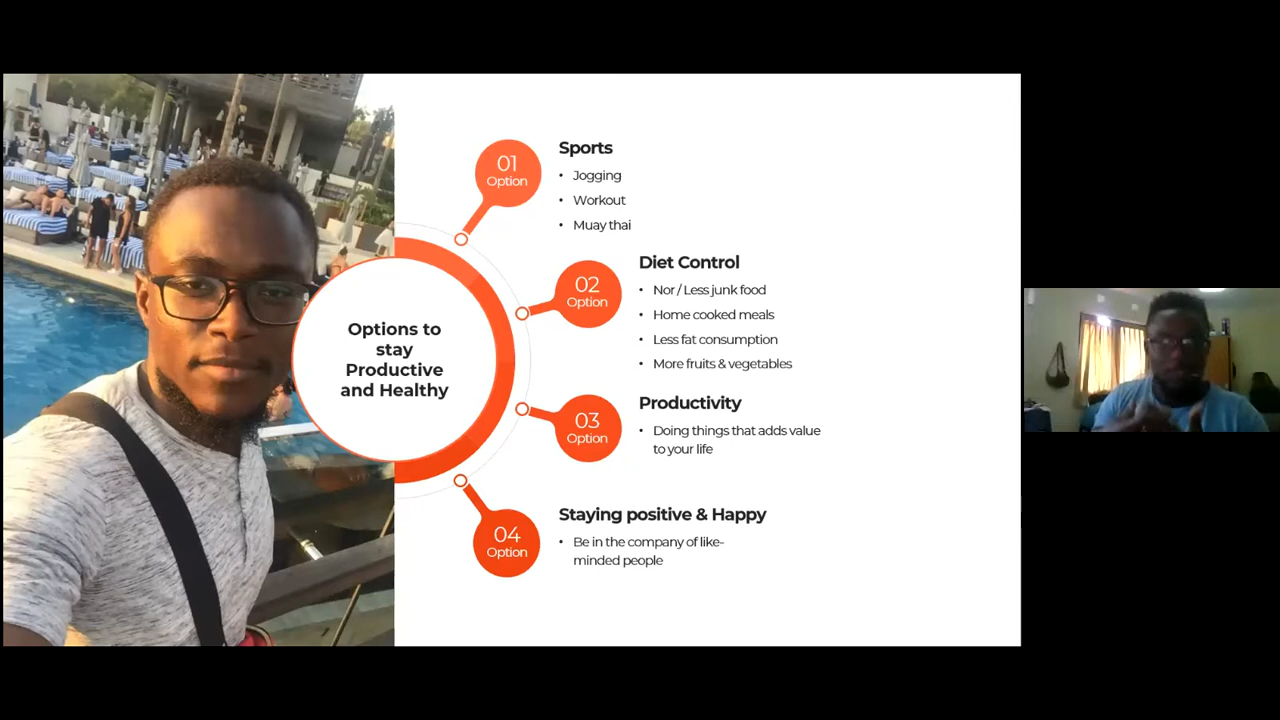 Options to
stay
Productive
and Healthy
01
Option
Sports
• Jogging
• Workout
• Muay thai
02
Option
Diet Control
• Nor / Less junk food
• Home cooked meals
• Less fat consumption
• More fruits & vegetables
03
Option
Productivity
• Doing things that adds value
to your life
04
Option
Staying positive & Happy
• Be in the company of like-
minded people